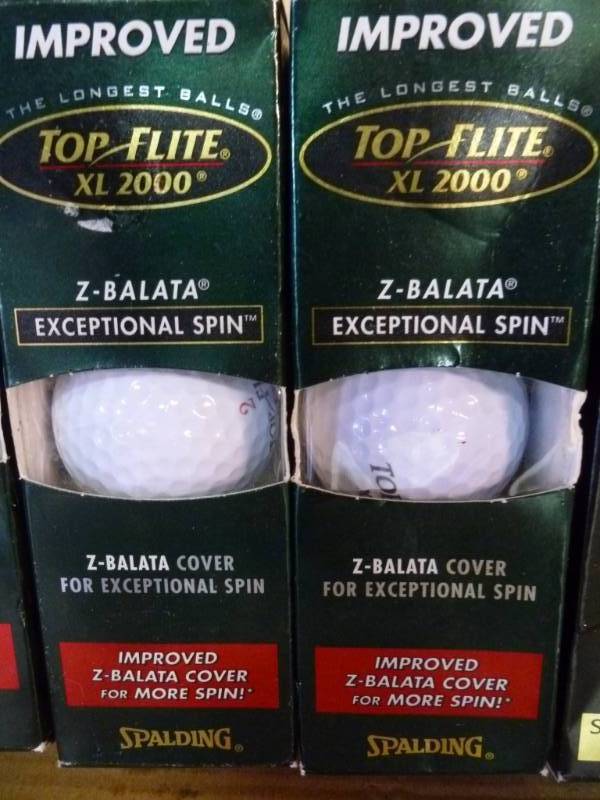 IMPROVED
THE LONGEST BALLS®
TOP FLITE®
XL 2000®
Z-BALATA®
EXCEPTIONAL SPIN™
2
Z-BALATA COVER
FOR EXCEPTIONAL SPIN
IMPROVED
Z-BALATA COVER
FOR MORE SPIN!*
SPALDING®
IMPROVED
THE LONGEST BALLS®
TOP FLITE®
XL 2000®
Z-BALATA®
EXCEPTIONAL SPIN™
TO
Z-BALATA COVER
FOR EXCEPTIONAL SPIN
IMPROVED
Z-BALATA COVER
FOR MORE SPIN!*
SPALDING®
S